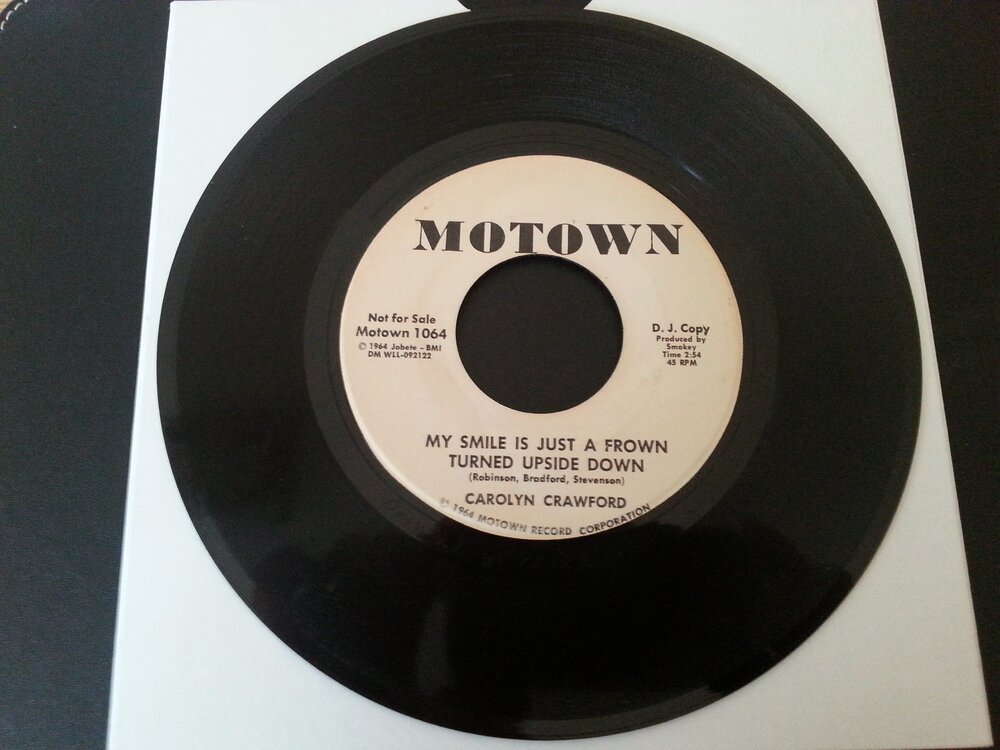 MOTOWN
Not for Sale
Motown 1064
© 1964 Jobete - BMI
DM WLL-092122
D. J. Copy
Produced by
Smokey
Time 2:54
45 RPM
MY SMILE IS JUST A FROWN
TURNED UPSIDE DOWN
(Robinson, Bradford, Stevenson)
CAROLYN CRAWFORD
© 1964 MOTOWN RECORD CORPORATION